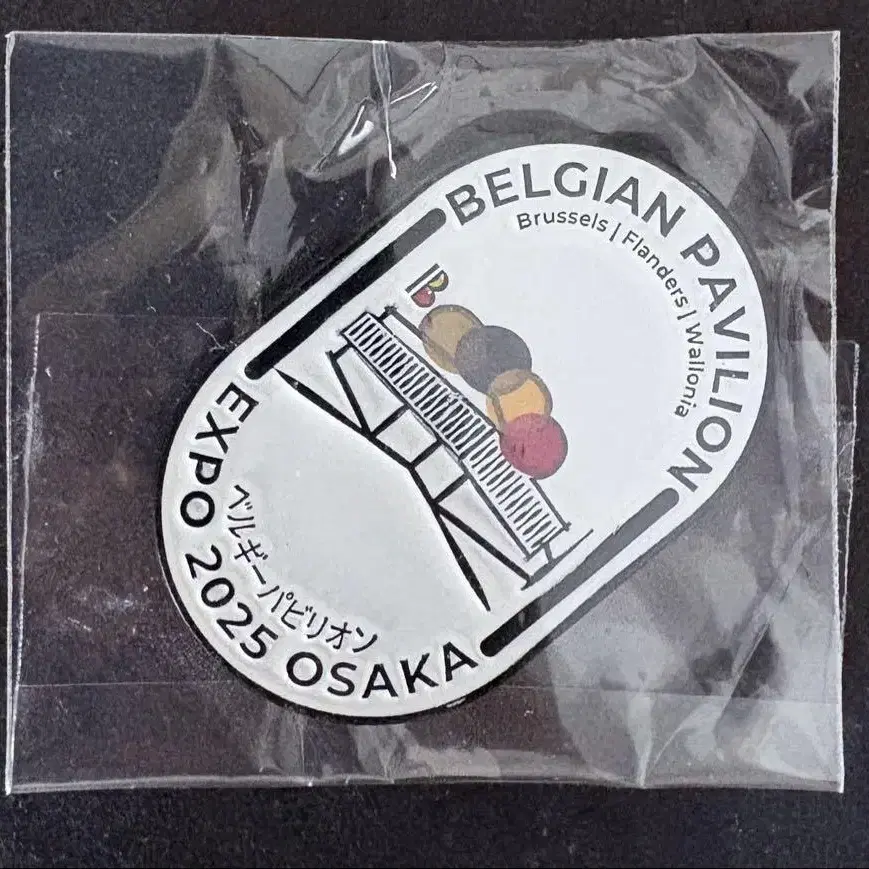 BELGIAN PAVILION
Brussels | Flanders | Wallonia
B
ベルギーパビリオン
EXPO 2025 OSAKA